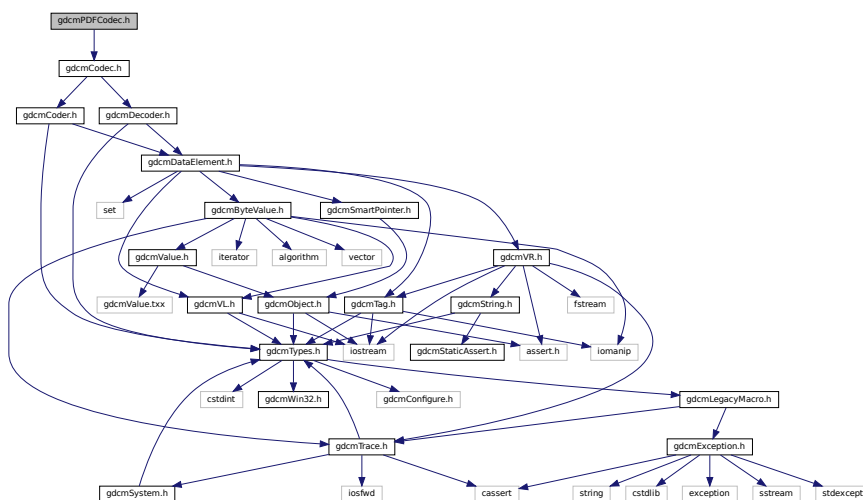 gdcmPDFCodec.h
gdcmCodec.h
gdcmCoder.h
gdcmDecoder.h
gdcmDataElement.h
set
gdcmByteValue.h
gdcmSmartPointer.h
gdcmValue.h
iterator
algorithm
vector
gdcmVR.h
gdcmValue.txx
gdcmVL.h
gdcmObject.h
gdcmTag.h
gdcmString.h
fstream
gdcmTypes.h
iostream
gdcmStaticAssert.h
assert.h
iomanip
cstdint
gdcmWin32.h
gdcmConfigure.h
gdcmLegacyMacro.h
gdcmTrace.h
gdcmException.h
gdcmSystem.h
iosfwd
cassert
string
cstdlib
exception
sstream
stdexcept